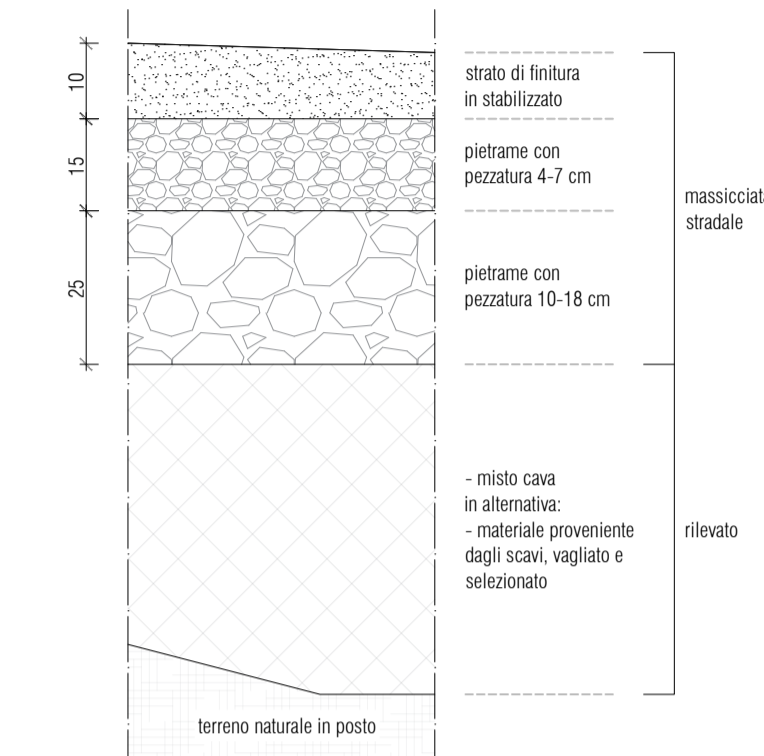 10
strato di finitura
in stabilizzato
15
pietrame con
pezzatura 4-7 cm
massicciat
stradale
25
pietrame con
pezzatura 10-18 cm
- misto cava
in alternativa:
- materiale proveniente
dagli scavi, vagliato e
selezionato
rilevato
terreno naturale in posto